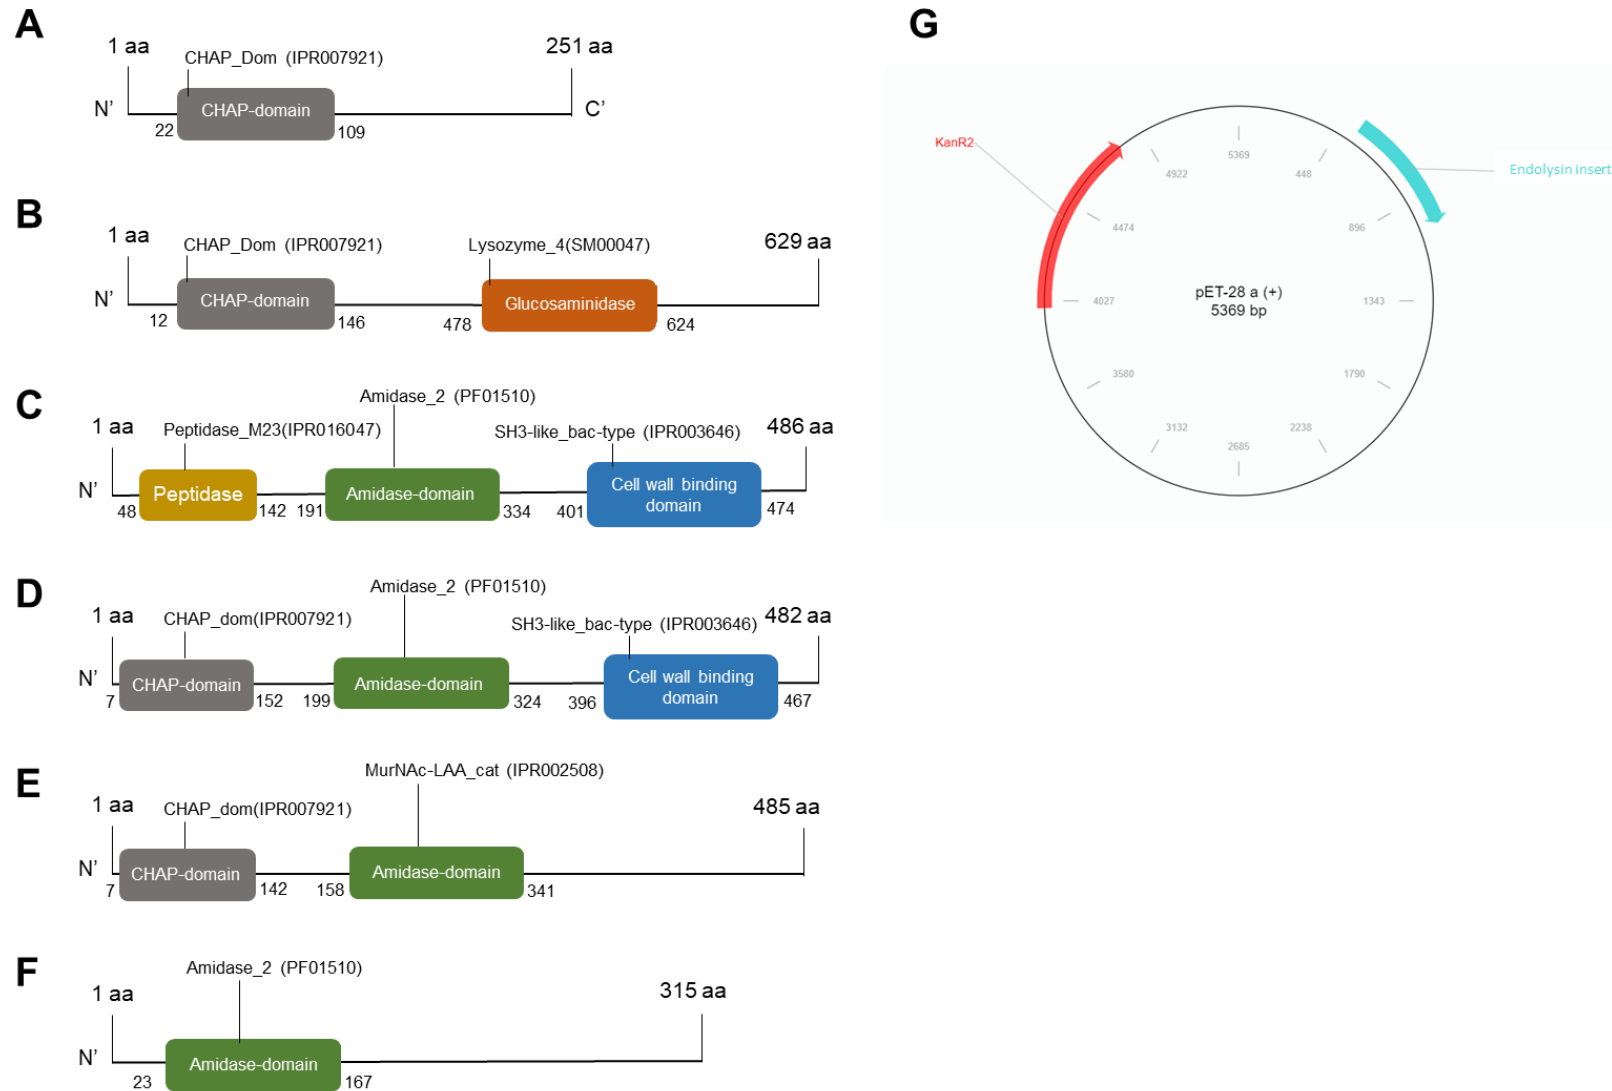 A
1 aa
251 aa
CHAP_Dom (IPR007921)
N'
CHAP-domain
C'
22
109
B
1 aa
629 aa
CHAP_Dom (IPR007921)
Lysozyme_4(SM00047)
N'
CHAP-domain
Glucosaminidase
12
146
478
624
C
Amidase_2 (PF01510)
1 aa
486 aa
Peptidase_M23(IPR016047)
SH3-like_bac-type (IPR003646)
N'
Peptidase
Amidase-domain
Cell wall binding
domain
48
142
191
334
401
474
D
Amidase_2 (PF01510)
1 aa
482 aa
CHAP_dom(IPR007921)
SH3-like_bac-type (IPR003646)
N'
CHAP-domain
Amidase-domain
Cell wall binding
domain
7
152
199
324
396
467
E
MurNAc-LAA_cat (IPR002508)
1 aa
485 aa
CHAP_dom(IPR007921)
N'
CHAP-domain
Amidase-domain
7
142
158
341
F
Amidase_2 (PF01510)
1 aa
315 aa
N'
Amidase-domain
23
167
G
KanR2
Endolysin insert
5369
448
896
1343
1790
2238
2685
3132
3580
4027
4474
4922
pET-28 a (+)
5369 bp